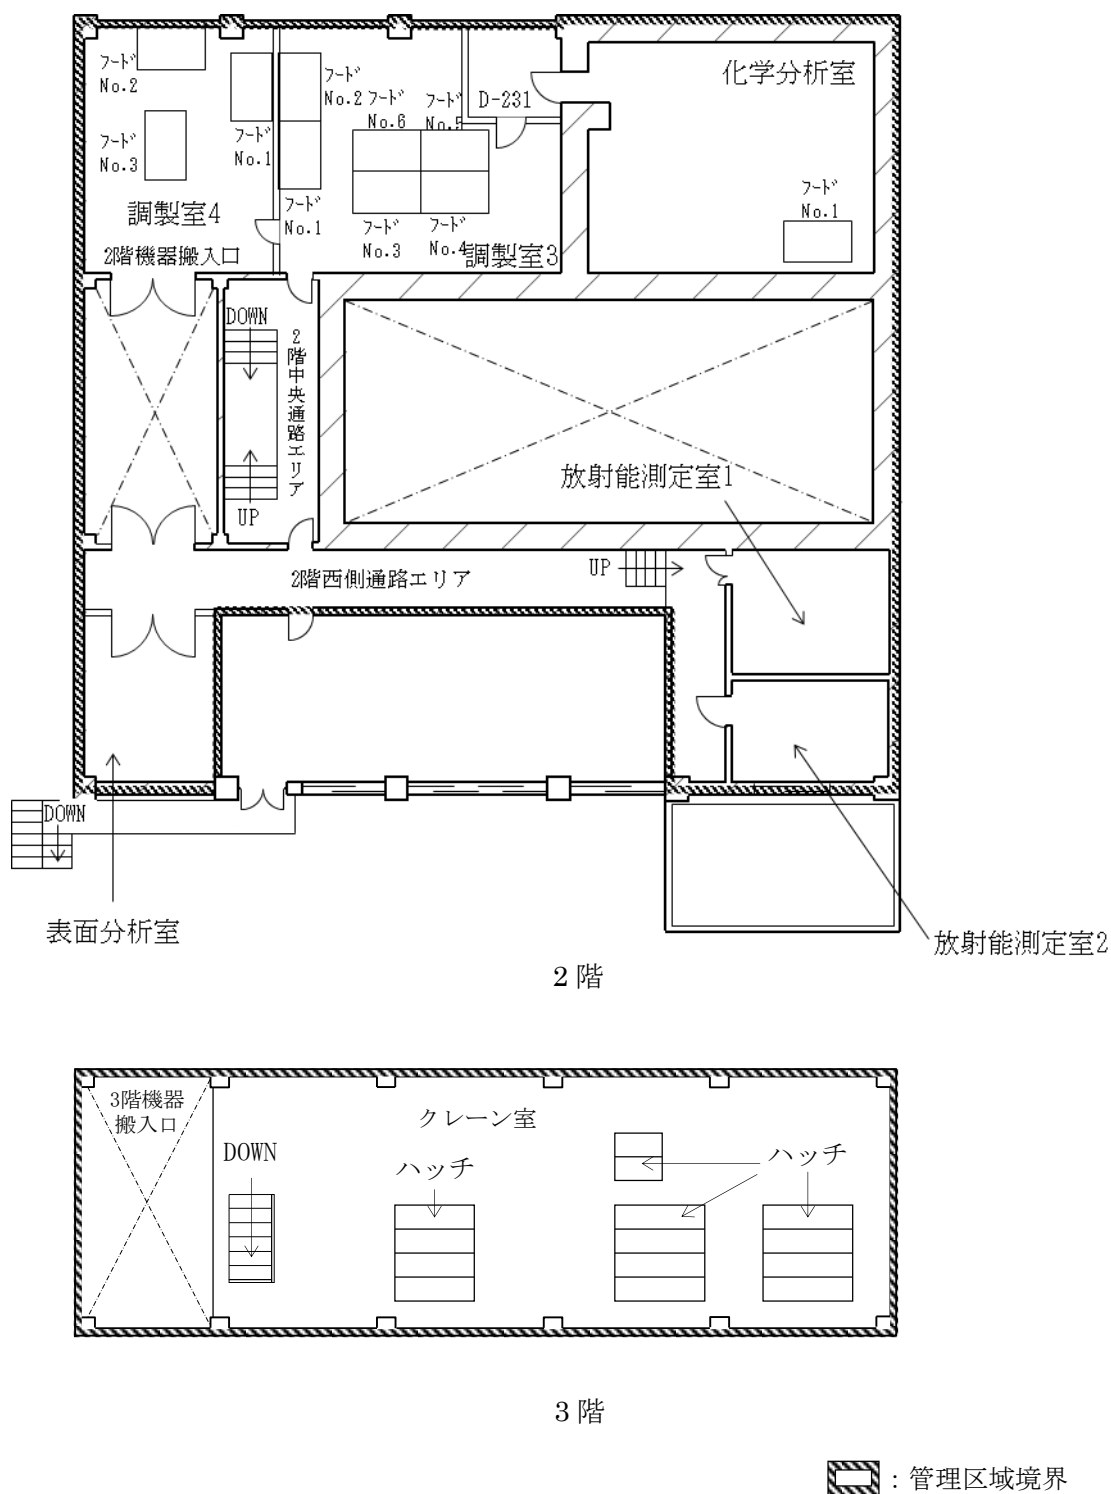 フード
No.2
フード
No.3
フード
No.1
調製室4
2階機器搬入口
フード
No.2
フード
No.6
フード
No.5
D-231
フード
No.1
フード
No.3
フード
No.4
調製室3
化学分析室
フード
No.1
DOWN
UP
2階中央通路エリア
放射能測定室1
2階西側通路エリア
UP
DOWN
表面分析室
放射能測定室2
2階
3階機器
搬入口
クレーン室
DOWN
ハッチ
ハッチ
3階
：管理区域境界